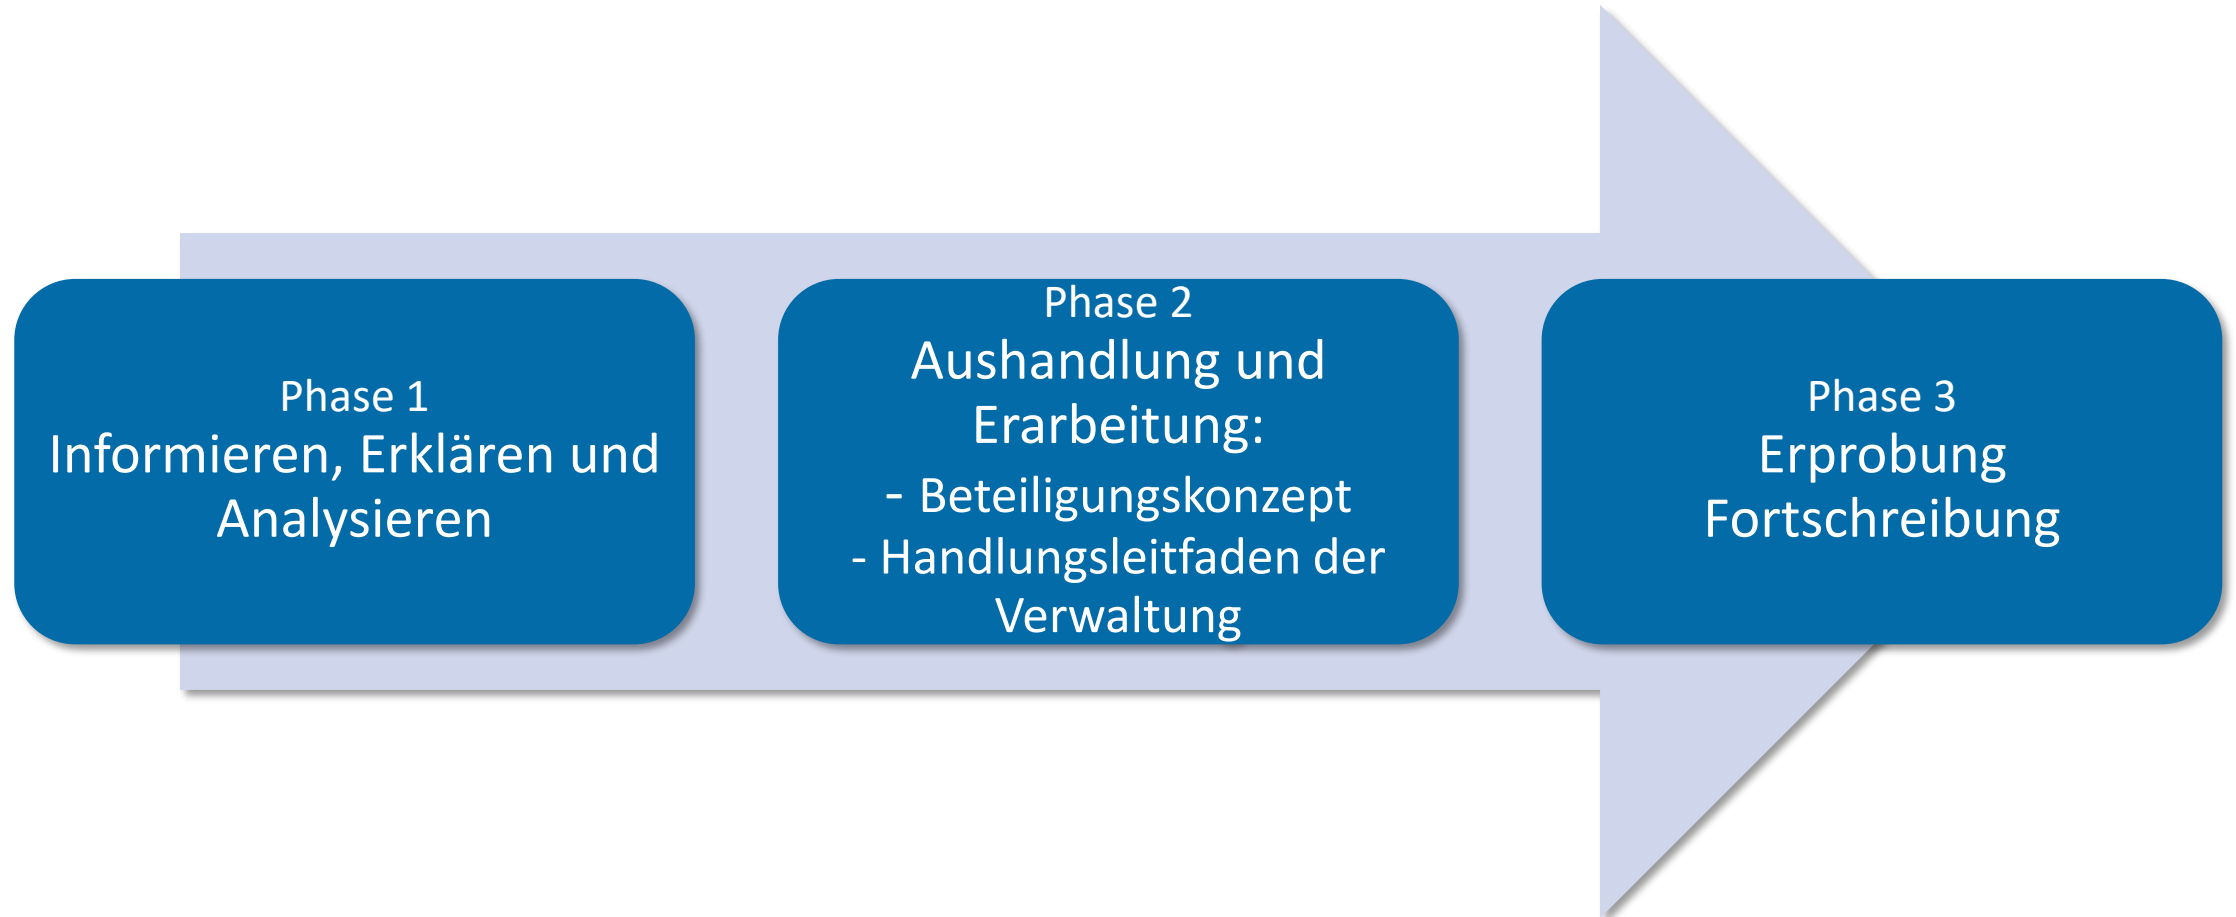 Phase 1
Informieren, Erklären und
Analysieren
Phase 2
Aushandlung und
Erarbeitung:
- Beteiligungskonzept
- Handlungsleitfaden der
Verwaltung
Phase 3
Erprobung
Fortschreibung